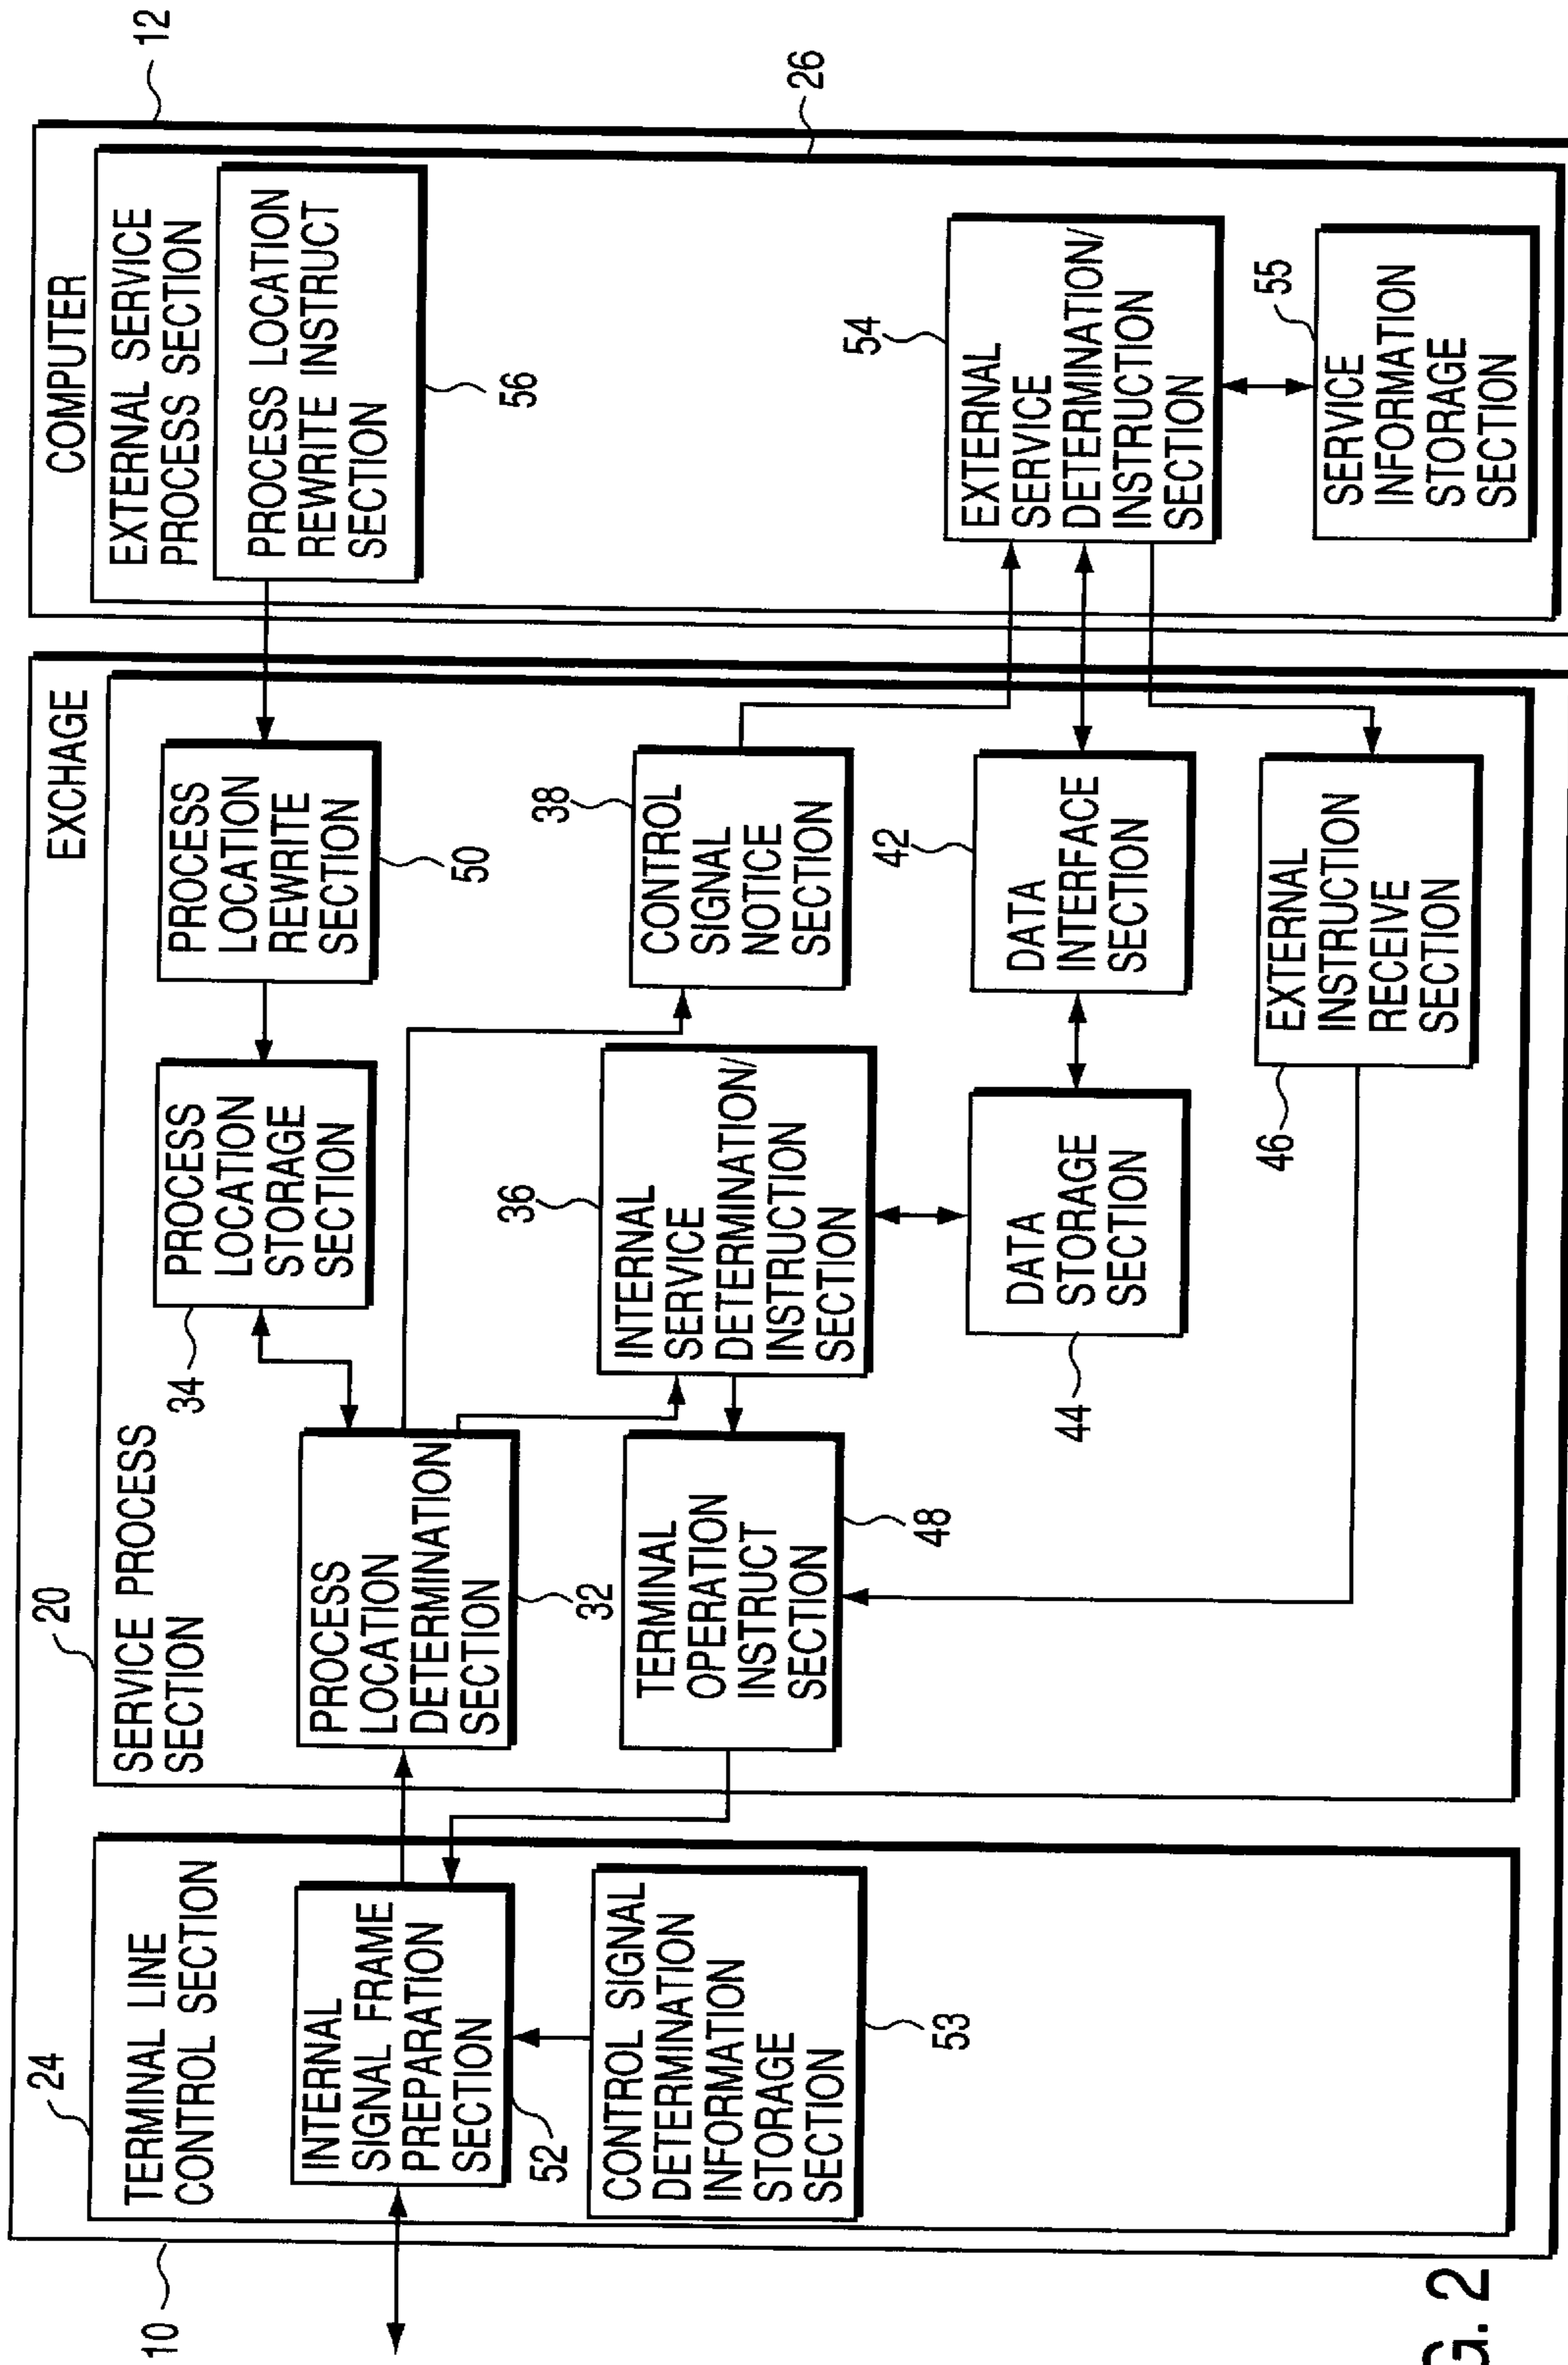 10
EXCHAGE
24
TERMINAL LINE
CONTROL SECTION
INTERNAL
SIGNAL FRAME
PREPARATION
SECTION
52
CONTROL SIGNAL
DETERMINATION
INFORMATION
STORAGE
SECTION
53
20
SERVICE PROCESS
SECTION
PROCESS
LOCATION
DETERMINATION
SECTION
32
34
PROCESS
LOCATION
STORAGE
SECTION
PROCESS
LOCATION
REWRITE
SECTION
50
TERMINAL
OPERATION
INSTRUCT
SECTION
48
36
INTERNAL
SERVICE
DETERMINATION/
INSTRUCTION
SECTION
38
CONTROL
SIGNAL
NOTICE
SECTION
44
DATA
STORAGE
SECTION
42
DATA
INTERFACE
SECTION
46
EXTERNAL
INSTRUCTION
RECEIVE
SECTION
12
COMPUTER
26
EXTERNAL SERVICE
PROCESS SECTION
PROCESS LOCATION
REWRITE INSTRUCT
SECTION
56
54
EXTERNAL
SERVICE
DETERMINATION/
INSTRUCTION
SECTION
55
SERVICE
INFORMATION
STORAGE
SECTION
G. 2